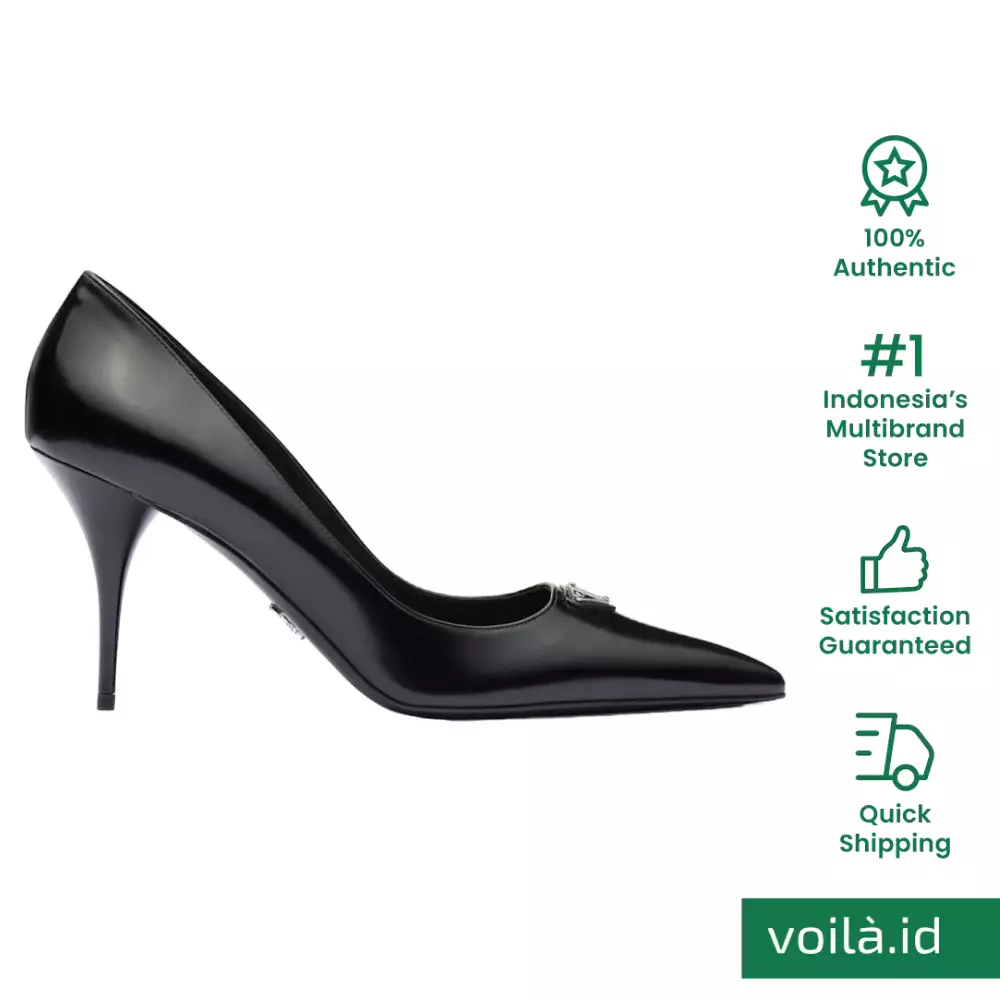 100%
Authentic
#1
Indonesia's
Multibrand
Store
Satisfaction
Guaranteed
Quick
Shipping
voilà.id